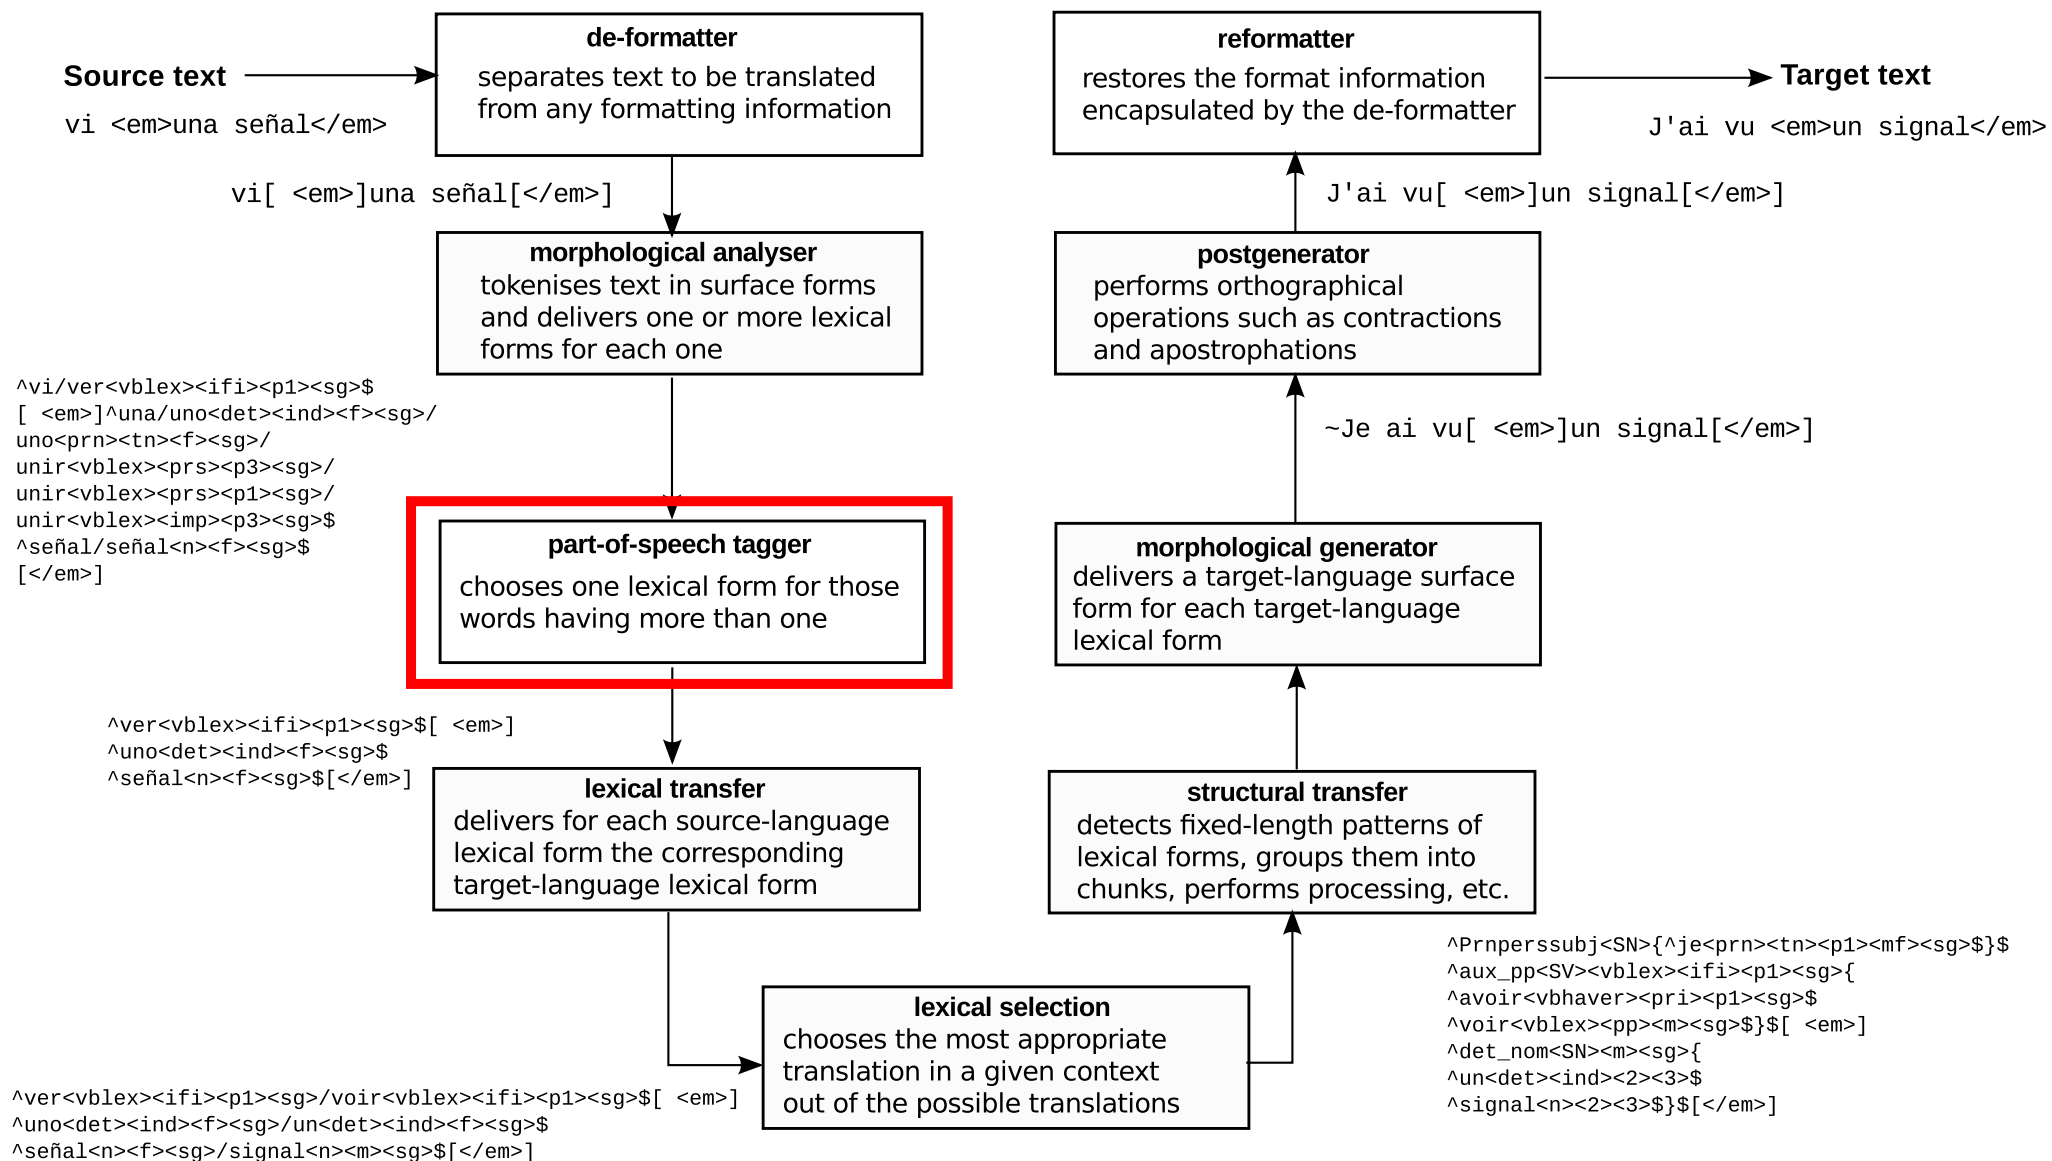 Source text
vi <em>una señal</em>
de-formatter
separates text to be translated
from any formatting information
vi[ <em>]una señal[</em>]
morphological analyser
tokenises text in surface forms
and delivers one or more lexical
forms for each one
^vi/ver<vblex><ifi><p1><sg>$
[ <em>]^una/uno<det><ind><f><sg>/
uno<prn><tn><f><sg>/
unir<vblex><prs><p3><sg>/
unir<vblex><prs><p1><sg>/
unir<vblex><imp><p3><sg>$
^señal/señal<n><f><sg>$
[</em>]
part-of-speech tagger
chooses one lexical form for those
words having more than one
^ver<vblex><ifi><p1><sg>$[ <em>]
^uno<det><ind><f><sg>$
^señal<n><f><sg>$[</em>]
lexical transfer
delivers for each source-language
lexical form the corresponding
target-language lexical form
^ver<vblex><ifi><p1><sg>/voir<vblex><ifi><p1><sg>$[ <em>]
^uno<det><ind><f><sg>/un<det><ind><f><sg>$
^señal<n><f><sg>/signal<n><m><sg>$[</em>]
lexical selection
chooses the most appropriate
translation in a given context
out of the possible translations
^Prnperssubj<SN>{^je<prn><tn><p1><mf><sg>$}$
^aux_pp<SV><vblex><ifi><p1><sg>{
^avoir<vbhaver><pri><p1><sg>$
^voir<vblex><pp><m><sg>$}$[ <em>]
^det_nom<SN><m><sg>{
^un<det><ind><2><3>$
^signal<n><2><3>$}$[</em>]
structural transfer
detects fixed-length patterns of
lexical forms, groups them into
chunks, performs processing, etc.
morphological generator
delivers a target-language surface
form for each target-language
lexical form
~Je ai vu[ <em>]un signal[</em>]
postgenerator
performs orthographical
operations such as contractions
and apostrophations
J'ai vu[ <em>]un signal[</em>]
reformatter
restores the format information
encapsulated by the de-formatter
Target text
J'ai vu <em>un signal</em>